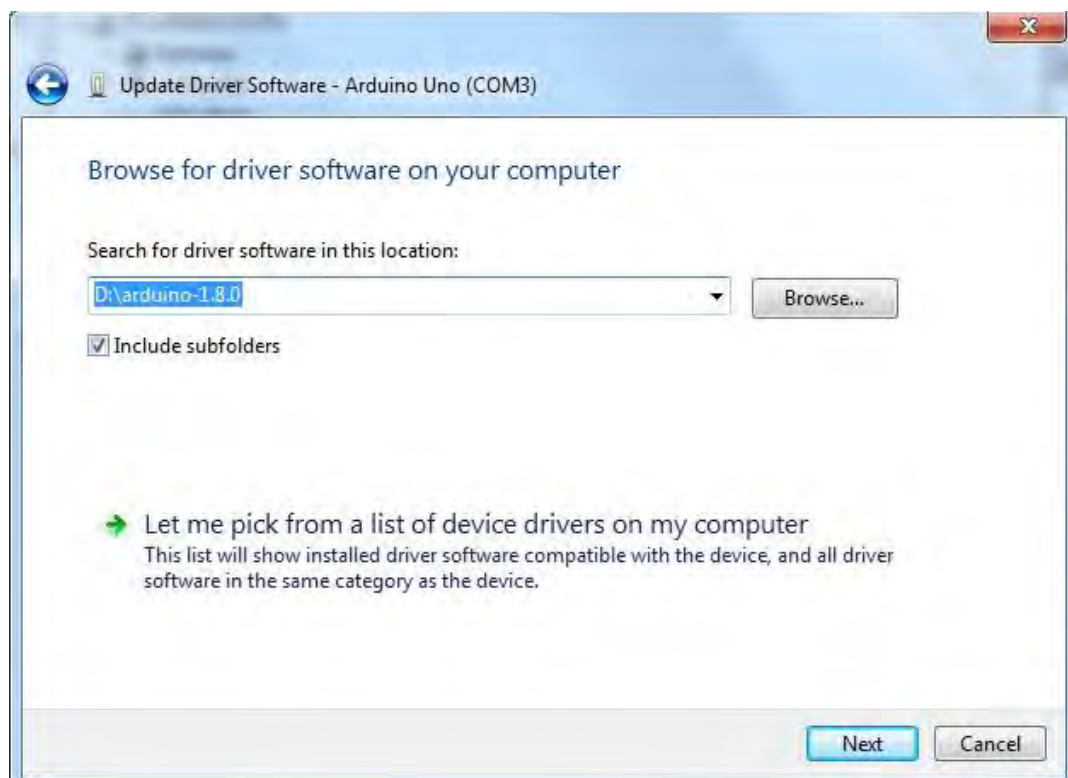 Update Driver Software - Arduino Uno (COM3)
Browse for driver software on your computer
Search for driver software in this location:
D:\arduino-1.8.0
Browse...
Include subfolders
Let me pick from a list of device drivers on my computer
This list will show installed driver software compatible with the device, and all driver
software in the same category as the device.
Next
Cancel